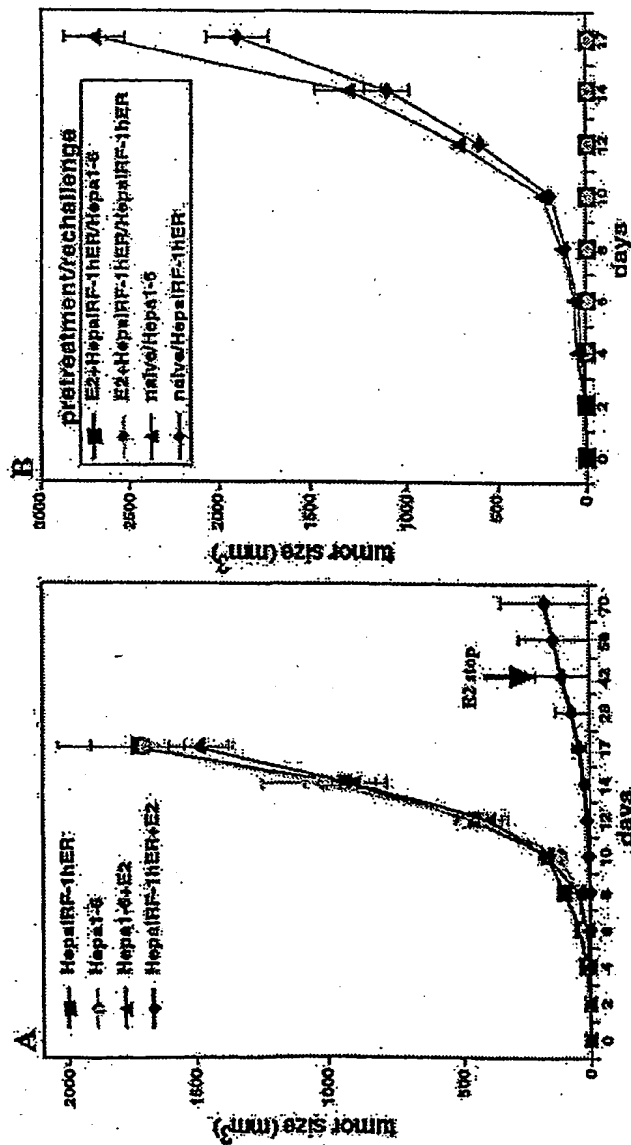 A
HepaIRF-1hER
Hepa1-6
Hepa1-6+E2
HepaIRF-1hER+E2
E2 stop
tumor size (mm³)
2000
1500
1000
500
0
0 2 4 6 8 10 12 14 17 28 42 56 70
days
B
pretreatment/rechallenge
E2+HepaIRF-1hER/Hepa1-6
E2+HepaIRF-1hER/HepaIRF-1hER
naive/Hepa1-6
naive/HepaIRF-1hER
tumor size (mm³)
3000
2500
2000
1500
1000
500
0
0 2 4 6 8 10 12 14 17
days